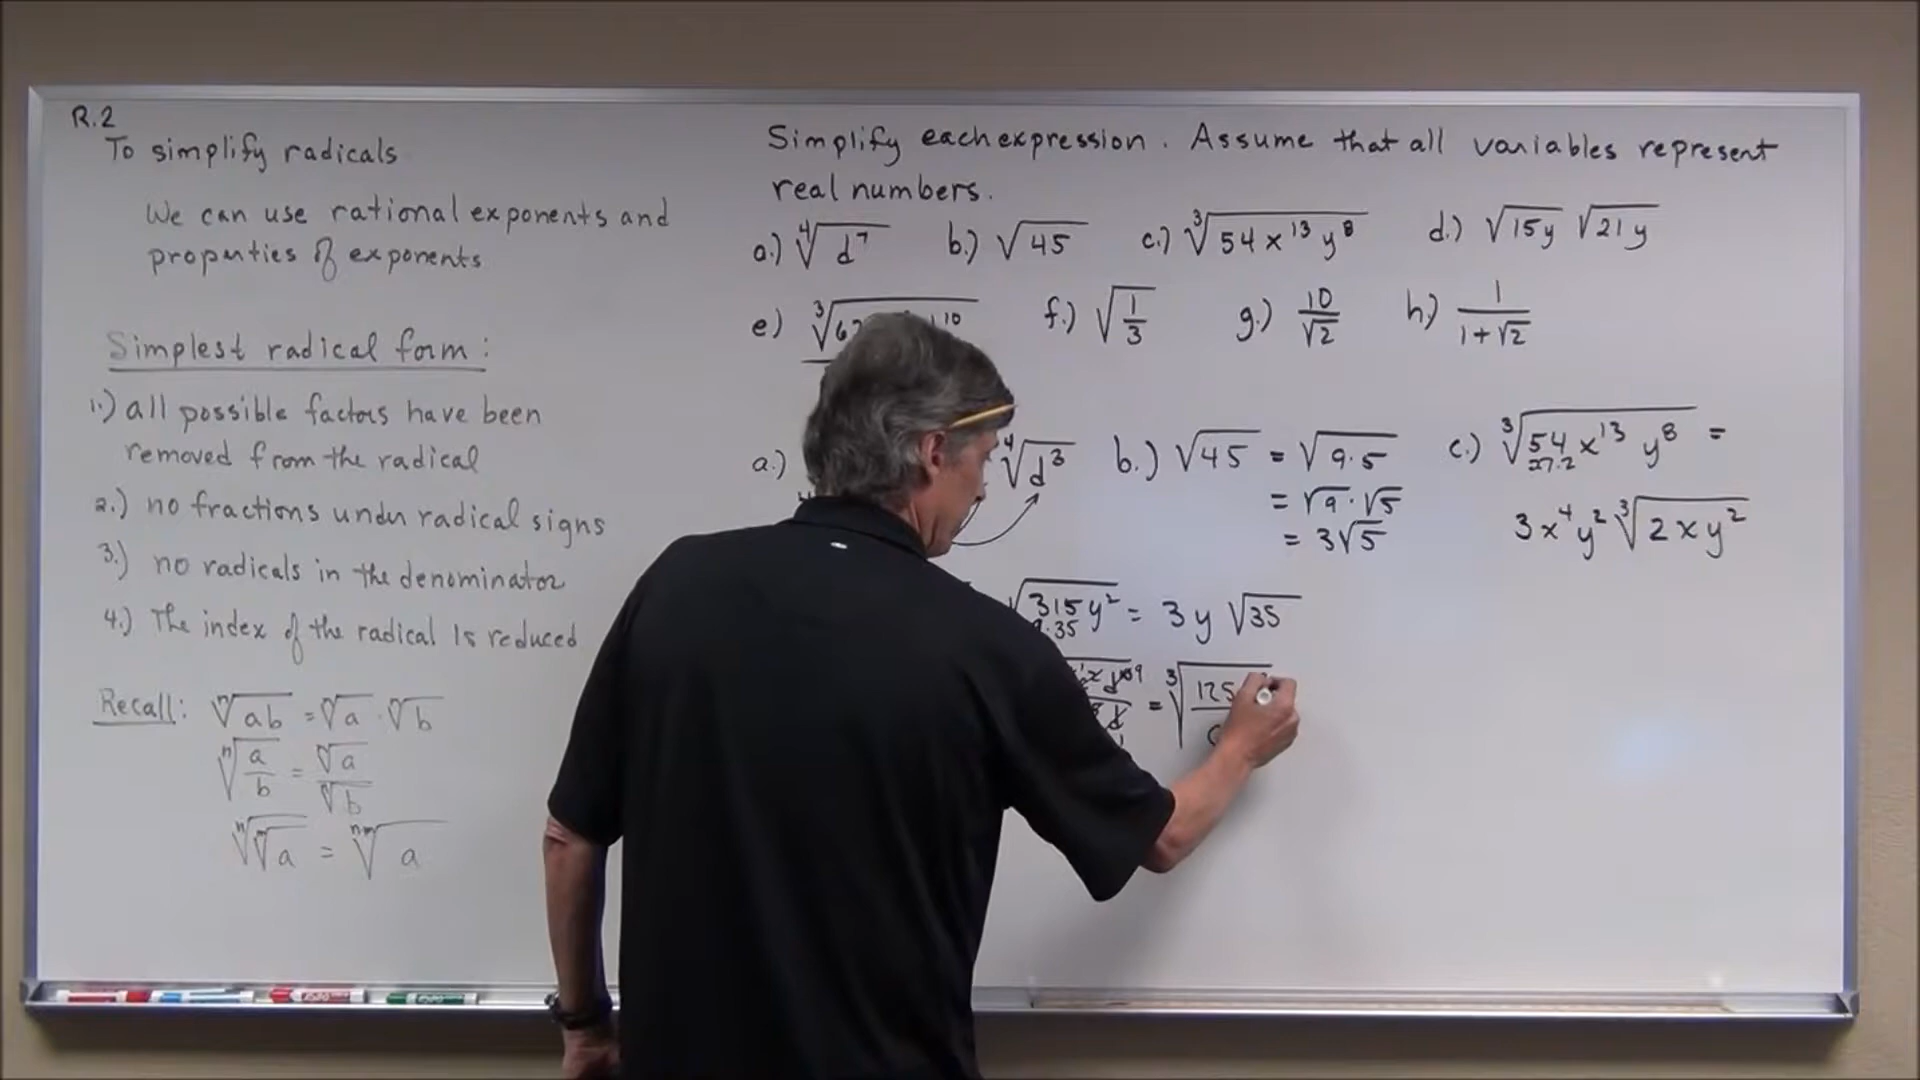 R.2
To simplify radicals
We can use rational exponents and
properties of exponents
Simplest radical form:
1.) all possible factors have been
removed from the radical
2.) no fractions under radical signs
3.) no radicals in the denominator
4.) The index of the radical is reduced
Recall: ⁿ√ab = ⁿ√a · ⁿ√b
ⁿ√(a/b) = ⁿ√a / ⁿ√b
ⁿ√ᵐ√a = ⁿᵐ√a
Simplify each expression. Assume that all variables represent
real numbers.
a.) ⁴√d⁷ b.) √45 c.) ³√54x¹³y⁸ d.) √15y √21y
e) ³√ f.) √(1/3) g.) 10/√2 h.) 1/(1+√2)
a.) ⁴√d³ b.) √45 = √9·5 c.) ³√54x¹³y⁸ =
27·2
= √9 · √5
= 3√5
3x⁴y² ³√2xy²
√315y² = 3y √35
9·35
= ³√125